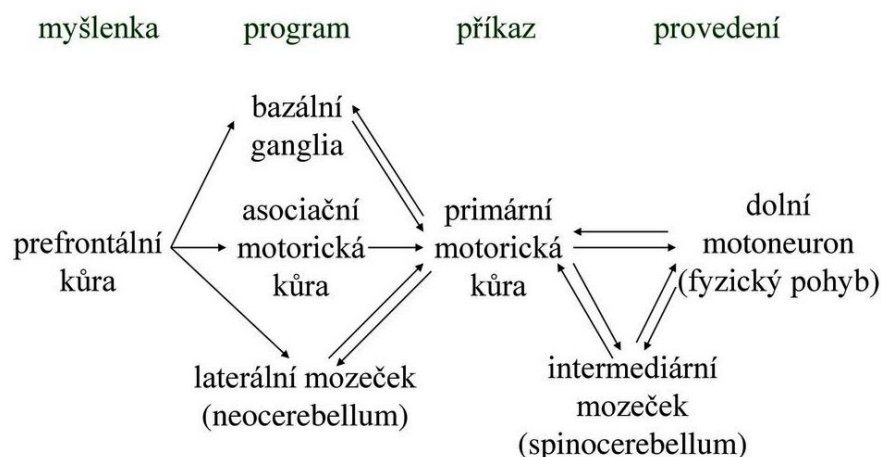 myšlenka program příkaz provedení
bazální
ganglia
prefrontální
kůra
asociační
motorická
kůra
primární
motorická
kůra
dolní
motoneuron
(fyzický pohyb)
laterální mozeček
(neocerebellum)
intermediární
mozeček
(spinocerebellum)